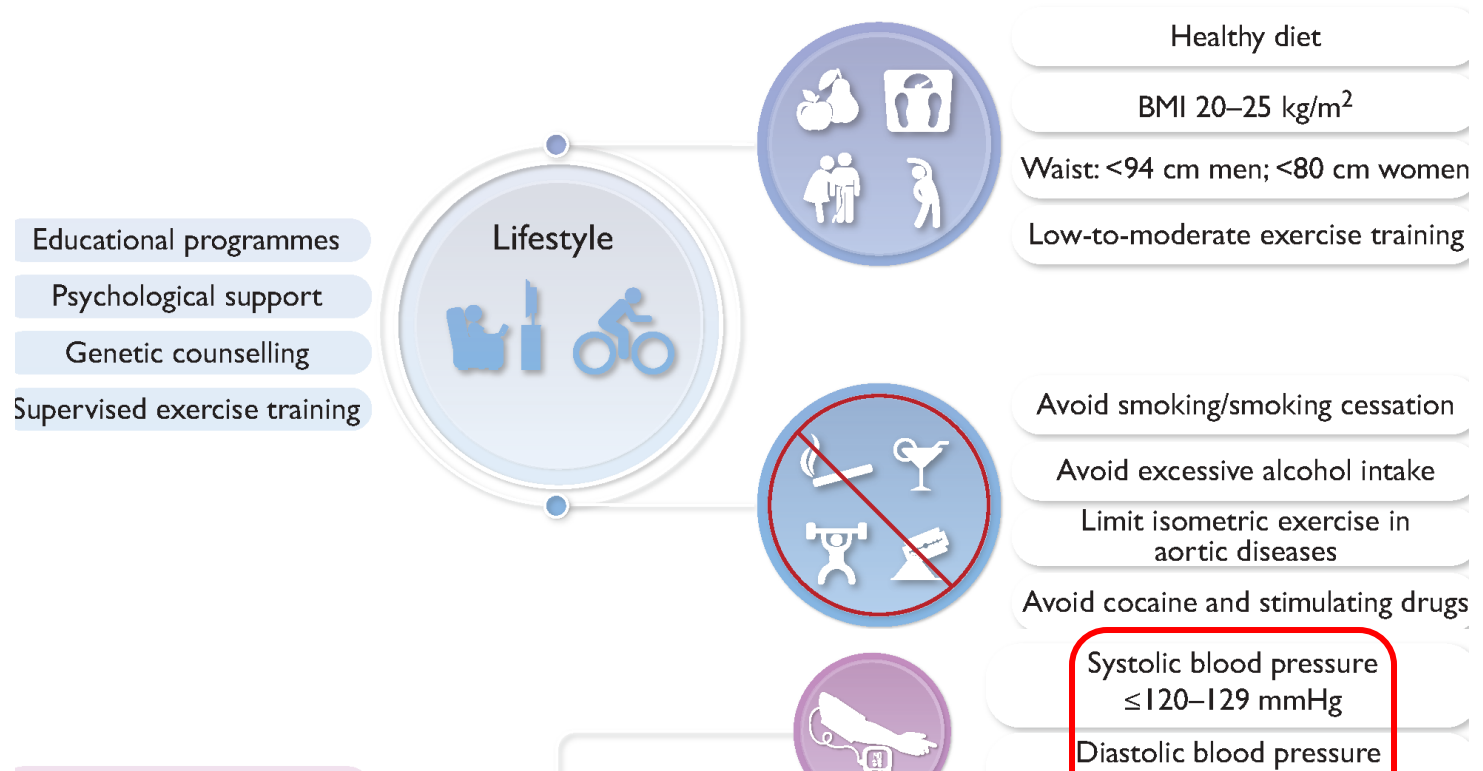 Healthy diet
BMI 20–25 kg/m²
Waist: <94 cm men; <80 cm women
Low-to-moderate exercise training
Lifestyle
Educational programmes
Psychological support
Genetic counselling
Supervised exercise training
Avoid smoking/smoking cessation
Avoid excessive alcohol intake
Limit isometric exercise in
aortic diseases
Avoid cocaine and stimulating drugs
Systolic blood pressure
≤120–129 mmHg
Diastolic blood pressure